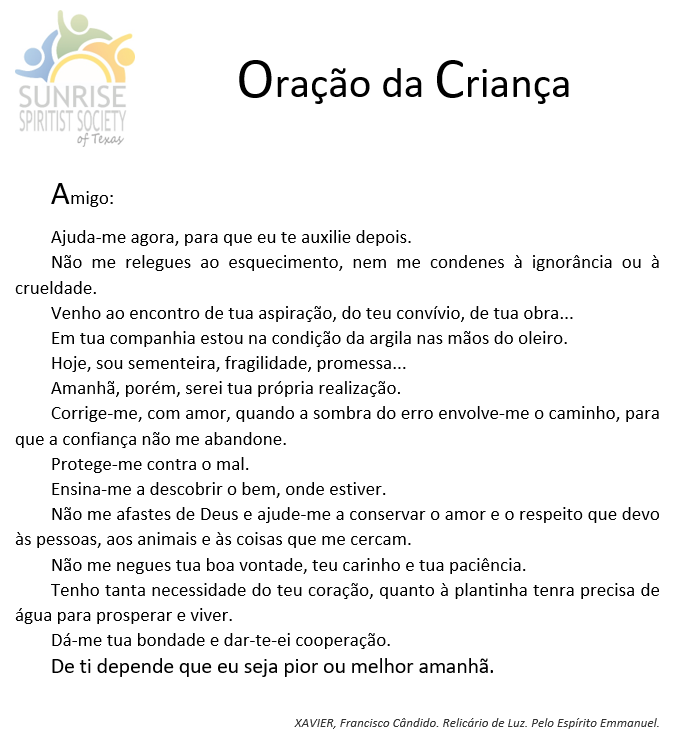 SUNRISE
SPIRITIST SOCIETY
of Texas
Oração da Criança
Amigo:
Ajuda-me agora, para que eu te auxilie depois.
Não me relegues ao esquecimento, nem me condenes à ignorância ou à
crueldade.
Venho ao encontro de tua aspiração, do teu convívio, de tua obra...
Em tua companhia estou na condição da argila nas mãos do oleiro.
Hoje, sou sementeira, fragilidade, promessa...
Amanhã, porém, serei tua própria realização.
Corrige-me, com amor, quando a sombra do erro envolve-me o caminho, para
que a confiança não me abandone.
Protege-me contra o mal.
Ensina-me a descobrir o bem, onde estiver.
Não me afastes de Deus e ajude-me a conservar o amor e o respeito que devo
às pessoas, aos animais e às coisas que me cercam.
Não me negues tua boa vontade, teu carinho e tua paciência.
Tenho tanta necessidade do teu coração, quanto à plantinha tenra precisa de
água para prosperar e viver.
Dá-me tua bondade e dar-te-ei cooperação.
De ti depende que eu seja pior ou melhor amanhã.
XAVIER, Francisco Cândido. Relicário de Luz. Pelo Espírito Emmanuel.